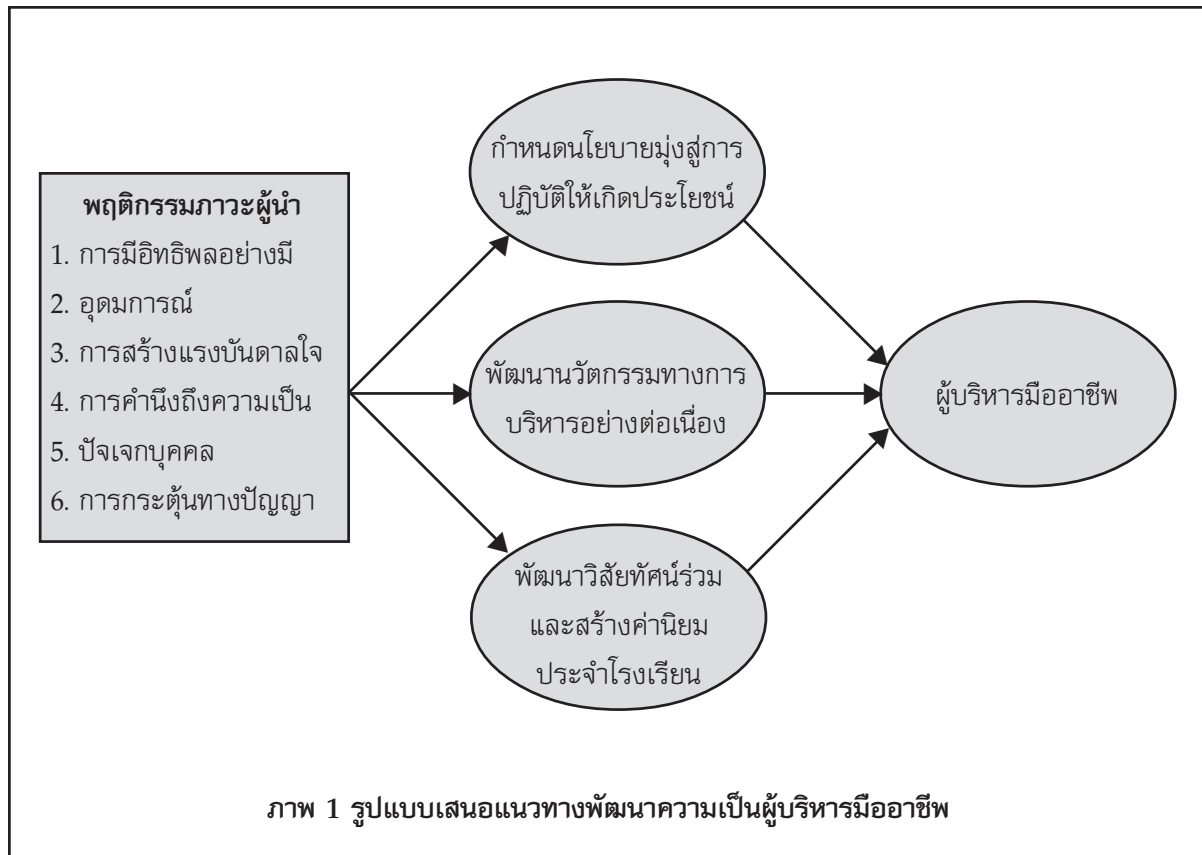 พฤติกรรมภาวะผู้นำ
1. การมีอิทธิพลอย่างมี
2. อุดมการณ์
3. การสร้างแรงบันดาลใจ
4. การคำนึงถึงความเป็น
5. ปัจเจกบุคคล
6. การกระตุ้นทางปัญญา
กำหนดนโยบายมุ่งสู่การ
ปฏิบัติให้เกิดประโยชน์
พัฒนานวัตกรรมทางการ
บริหารอย่างต่อเนื่อง
พัฒนาวิสัยทัศน์ร่วม
และสร้างค่านิยม
ประจำโรงเรียน
ผู้บริหารมืออาชีพ
ภาพ 1 รูปแบบเสนอแนวทางพัฒนาความเป็นผู้บริหารมืออาชีพ